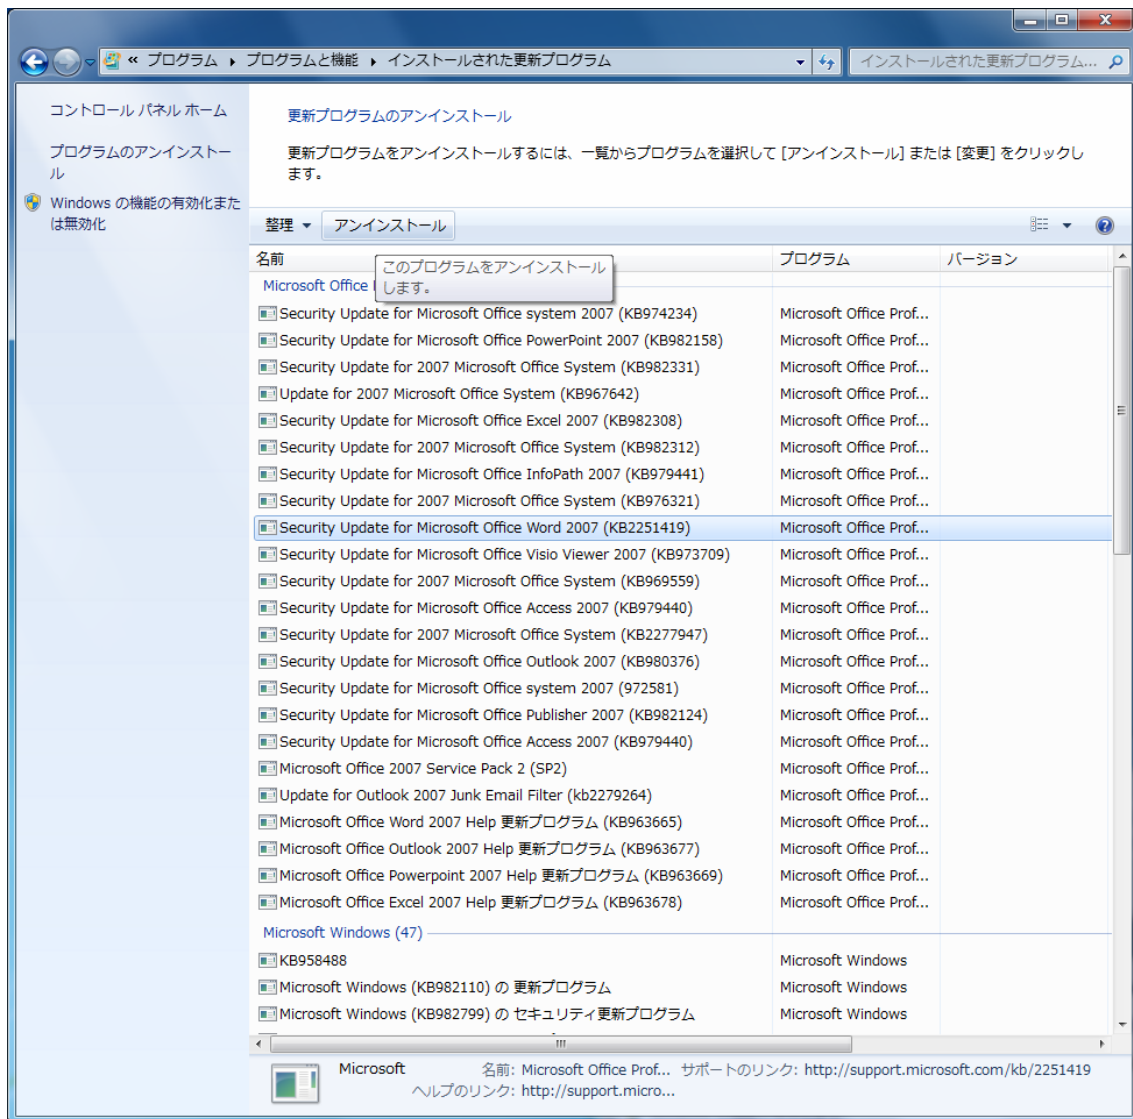 « プログラム ▸ プログラムと機能 ▸ インストールされた更新プログラム
インストールされた更新プログラム...
コントロール パネル ホーム
プログラムのアンインストー
ル
Windows の機能の有効化また
は無効化
更新プログラムのアンインストール
更新プログラムをアンインストールするには、一覧からプログラムを選択して [アンインストール] または [変更] をクリックし
ます。
整理 アンインストール
名前 プログラム バージョン
このプログラムをアンインストール
します。
Microsoft Office
Security Update for Microsoft Office system 2007 (KB974234) Microsoft Office Prof...
Security Update for Microsoft Office PowerPoint 2007 (KB982158) Microsoft Office Prof...
Security Update for 2007 Microsoft Office System (KB982331) Microsoft Office Prof...
Update for 2007 Microsoft Office System (KB967642) Microsoft Office Prof...
Security Update for Microsoft Office Excel 2007 (KB982308) Microsoft Office Prof...
Security Update for 2007 Microsoft Office System (KB982312) Microsoft Office Prof...
Security Update for Microsoft Office InfoPath 2007 (KB979441) Microsoft Office Prof...
Security Update for 2007 Microsoft Office System (KB976321) Microsoft Office Prof...
Security Update for Microsoft Office Word 2007 (KB2251419) Microsoft Office Prof...
Security Update for Microsoft Office Visio Viewer 2007 (KB973709) Microsoft Office Prof...
Security Update for 2007 Microsoft Office System (KB969559) Microsoft Office Prof...
Security Update for Microsoft Office Access 2007 (KB979440) Microsoft Office Prof...
Security Update for 2007 Microsoft Office System (KB2277947) Microsoft Office Prof...
Security Update for Microsoft Office Outlook 2007 (KB980376) Microsoft Office Prof...
Security Update for Microsoft Office system 2007 (972581) Microsoft Office Prof...
Security Update for Microsoft Office Publisher 2007 (KB982124) Microsoft Office Prof...
Security Update for Microsoft Office Access 2007 (KB979440) Microsoft Office Prof...
Microsoft Office 2007 Service Pack 2 (SP2) Microsoft Office Prof...
Update for Outlook 2007 Junk Email Filter (kb2279264) Microsoft Office Prof...
Microsoft Office Word 2007 Help 更新プログラム (KB963665) Microsoft Office Prof...
Microsoft Office Outlook 2007 Help 更新プログラム (KB963677) Microsoft Office Prof...
Microsoft Office Powerpoint 2007 Help 更新プログラム (KB963669) Microsoft Office Prof...
Microsoft Office Excel 2007 Help 更新プログラム (KB963678) Microsoft Office Prof...
Microsoft Windows (47)
KB958488 Microsoft Windows
Microsoft Windows (KB982110) の 更新プログラム Microsoft Windows
Microsoft Windows (KB982799) の セキュリティ更新プログラム Microsoft Windows
Microsoft 名前: Microsoft Office Prof... サポートのリンク: http://support.microsoft.com/kb/2251419
ヘルプのリンク: http://support.micro...